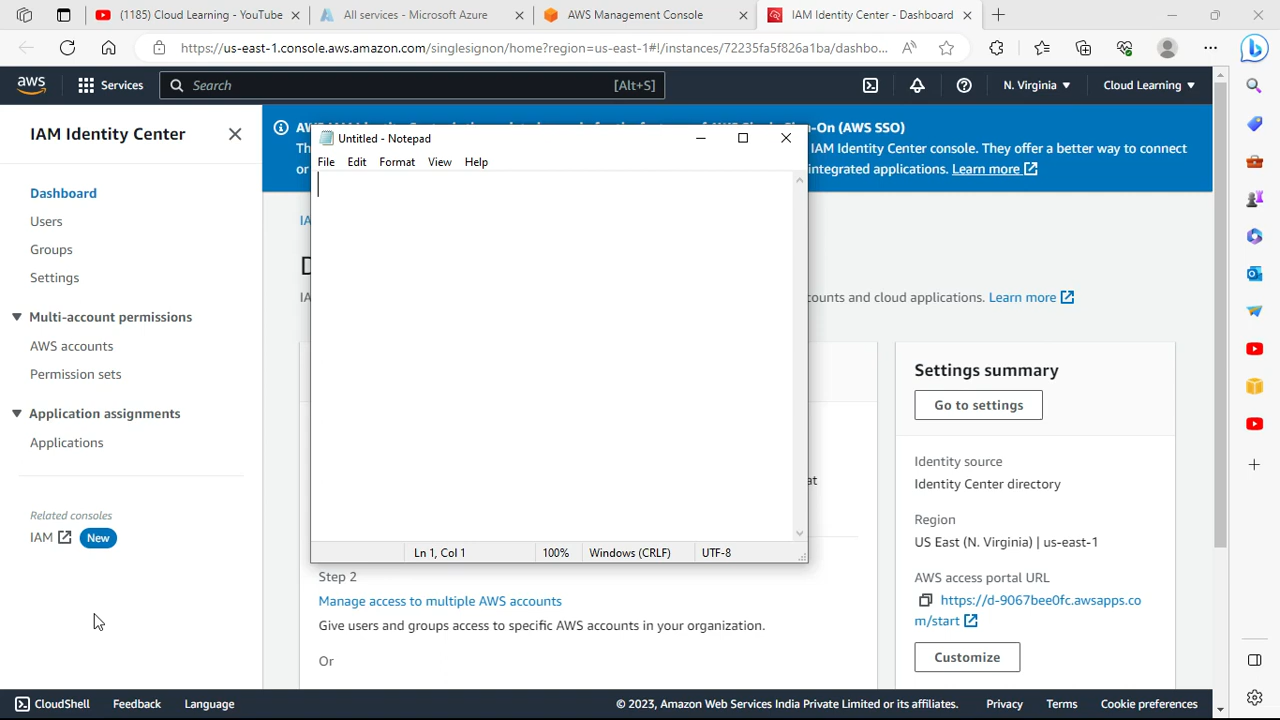 (1185) Cloud Learning - YouTube
All services - Microsoft Azure
AWS Management Console
IAM Identity Center - Dashboard
https://us-east-1.console.aws.amazon.com/singlesignon/home?region=us-east-1#!/instances/72235fa5f826a1ba/dashbo...
aws
Services
Search
[Alt+S]
N. Virginia
Cloud Learning
IAM Identity Center
Dashboard
Users
Groups
Settings
Multi-account permissions
AWS accounts
Permission sets
Application assignments
Applications
Related consoles
IAM
New
-On (AWS SSO)
IAM Identity Center console. They offer a better way to connect
or
integrated applications. Learn more
Untitled - Notepad
File Edit Format View Help
Ln 1, Col 1
100%
Windows (CRLF)
UTF-8
IA
D
IA
counts and cloud applications. Learn more
at
Step 2
Manage access to multiple AWS accounts
Give users and groups access to specific AWS accounts in your organization.
Or
Settings summary
Go to settings
Identity source
Identity Center directory
Region
US East (N. Virginia) | us-east-1
AWS access portal URL
https://d-9067bee0fc.awsapps.co
m/start
Customize
CloudShell
Feedback
Language
© 2023, Amazon Web Services India Private Limited or its affiliates.
Privacy
Terms
Cookie preferences